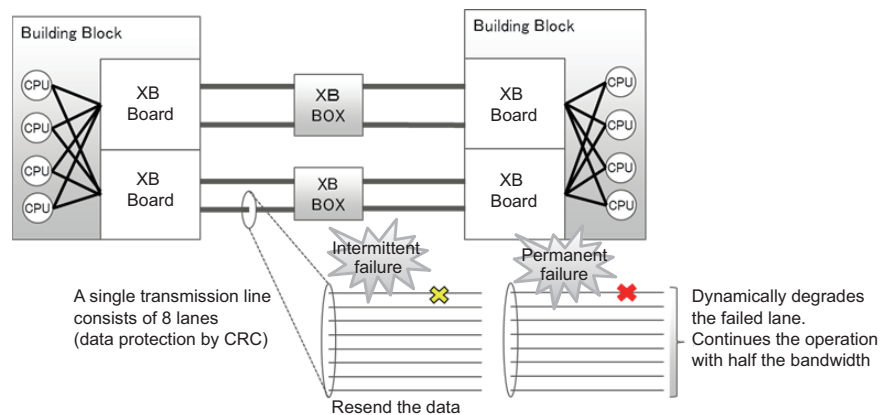 Building Block
CPU
CPU
CPU
CPU
XB
Board
XB
Board
XB
BOX
XB
BOX
Building Block
XB
Board
XB
Board
CPU
CPU
CPU
CPU
Intermittent
failure
Permanent
failure
A single transmission line
consists of 8 lanes
(data protection by CRC)
Resend the data
Dynamically degrades
the failed lane.
Continues the operation
with half the bandwidth